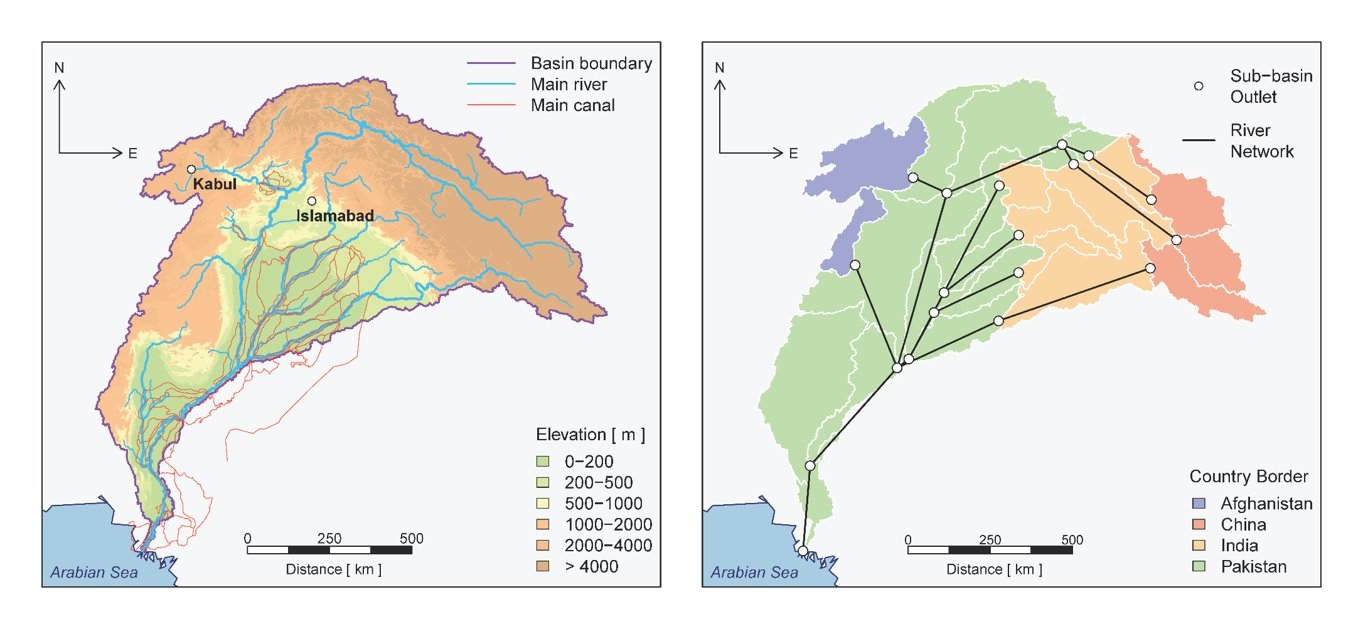 N
E
Basin boundary
Main river
Main canal
Kabul
Islamabad
Elevation [ m ]
0−200
200−500
500−1000
1000−2000
2000−4000
> 4000
0 250 500
Distance [ km ]
Arabian Sea
N
E
Sub−basin
Outlet
River
Network
Country Border
Afghanistan
China
India
Pakistan
0 250 500
Distance [ km ]
Arabian Sea